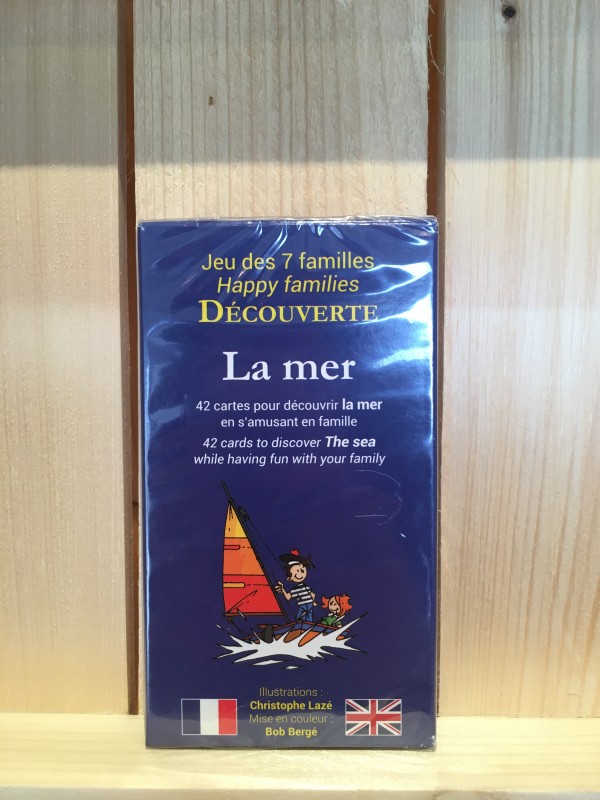 Jeu des 7 familles
Happy families
DÉCOUVERTE
La mer
42 cartes pour découvrir la mer
en s'amusant en famille
42 cards to discover The sea
while having fun with your family
Illustrations :
Christophe Lazé
Mise en couleur :
Bob Bergé